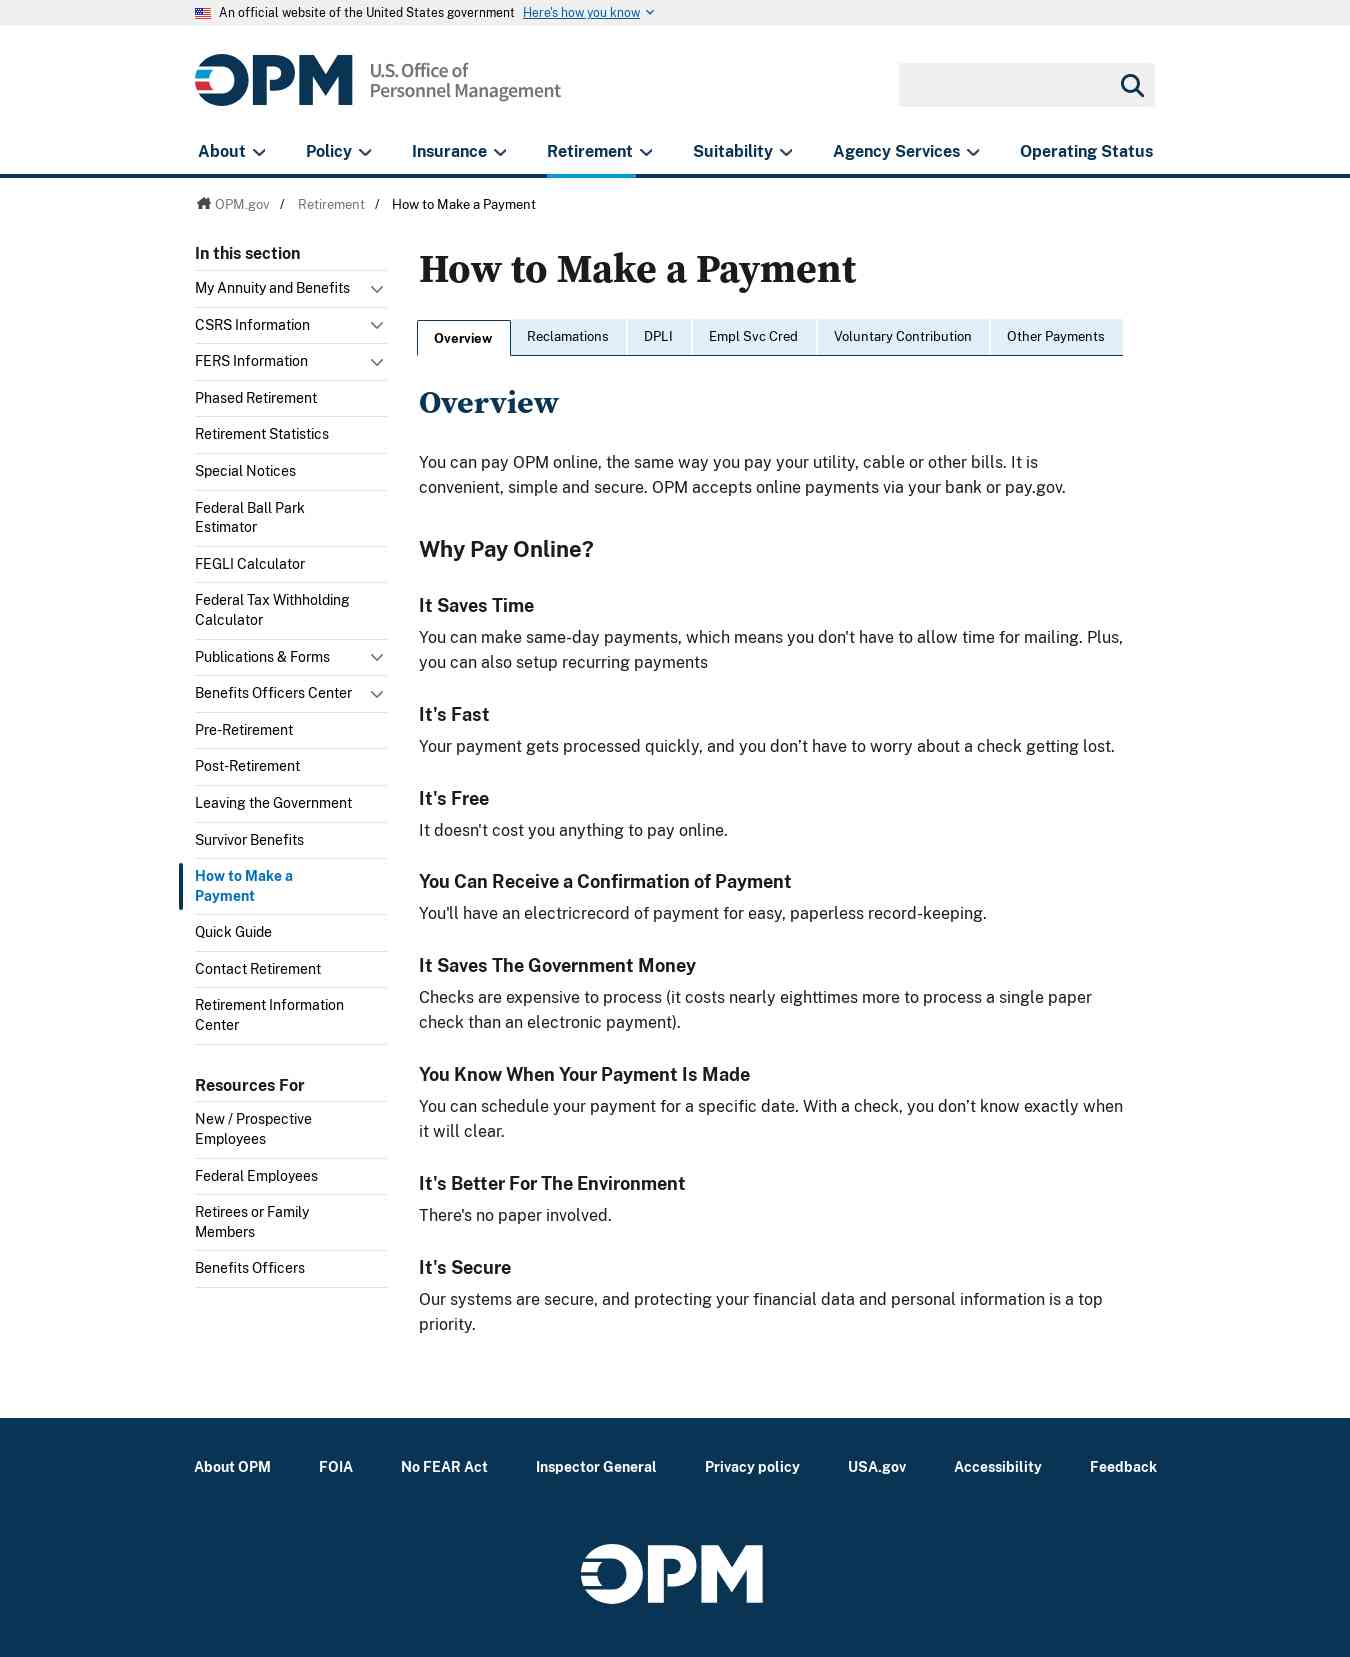 An official website of the United States government Here's how you know
OPM U.S. Office of
Personnel Management
About Policy Insurance Retirement Suitability Agency Services Operating Status
OPM.gov / Retirement / How to Make a Payment
In this section
My Annuity and Benefits
CSRS Information
FERS Information
Phased Retirement
Retirement Statistics
Special Notices
Federal Ball Park
Estimator
FEGLI Calculator
Federal Tax Withholding
Calculator
Publications & Forms
Benefits Officers Center
Pre-Retirement
Post-Retirement
Leaving the Government
Survivor Benefits
How to Make a
Payment
Quick Guide
Contact Retirement
Retirement Information
Center
Resources For
New / Prospective
Employees
Federal Employees
Retirees or Family
Members
Benefits Officers
How to Make a Payment
Overview Reclamations DPLI Empl Svc Cred Voluntary Contribution Other Payments
Overview
You can pay OPM online, the same way you pay your utility, cable or other bills. It is
convenient, simple and secure. OPM accepts online payments via your bank or pay.gov.
Why Pay Online?
It Saves Time
You can make same-day payments, which means you don't have to allow time for mailing. Plus,
you can also setup recurring payments
It's Fast
Your payment gets processed quickly, and you don’t have to worry about a check getting lost.
It's Free
It doesn't cost you anything to pay online.
You Can Receive a Confirmation of Payment
You'll have an electricrecord of payment for easy, paperless record-keeping.
It Saves The Government Money
Checks are expensive to process (it costs nearly eighttimes more to process a single paper
check than an electronic payment).
You Know When Your Payment Is Made
You can schedule your payment for a specific date. With a check, you don’t know exactly when
it will clear.
It's Better For The Environment
There's no paper involved.
It's Secure
Our systems are secure, and protecting your financial data and personal information is a top
priority.
About OPM FOIA No FEAR Act Inspector General Privacy policy USA.gov Accessibility Feedback
OPM